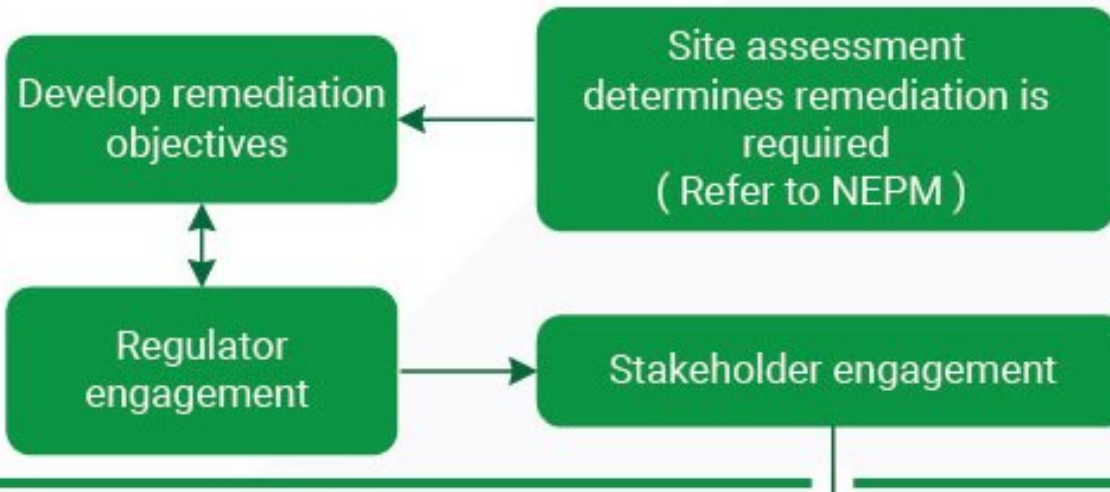 Develop remediation
objectives
Site assessment
determines remediation is
required
( Refer to NEPM )
Regulator
engagement
Stakeholder engagement